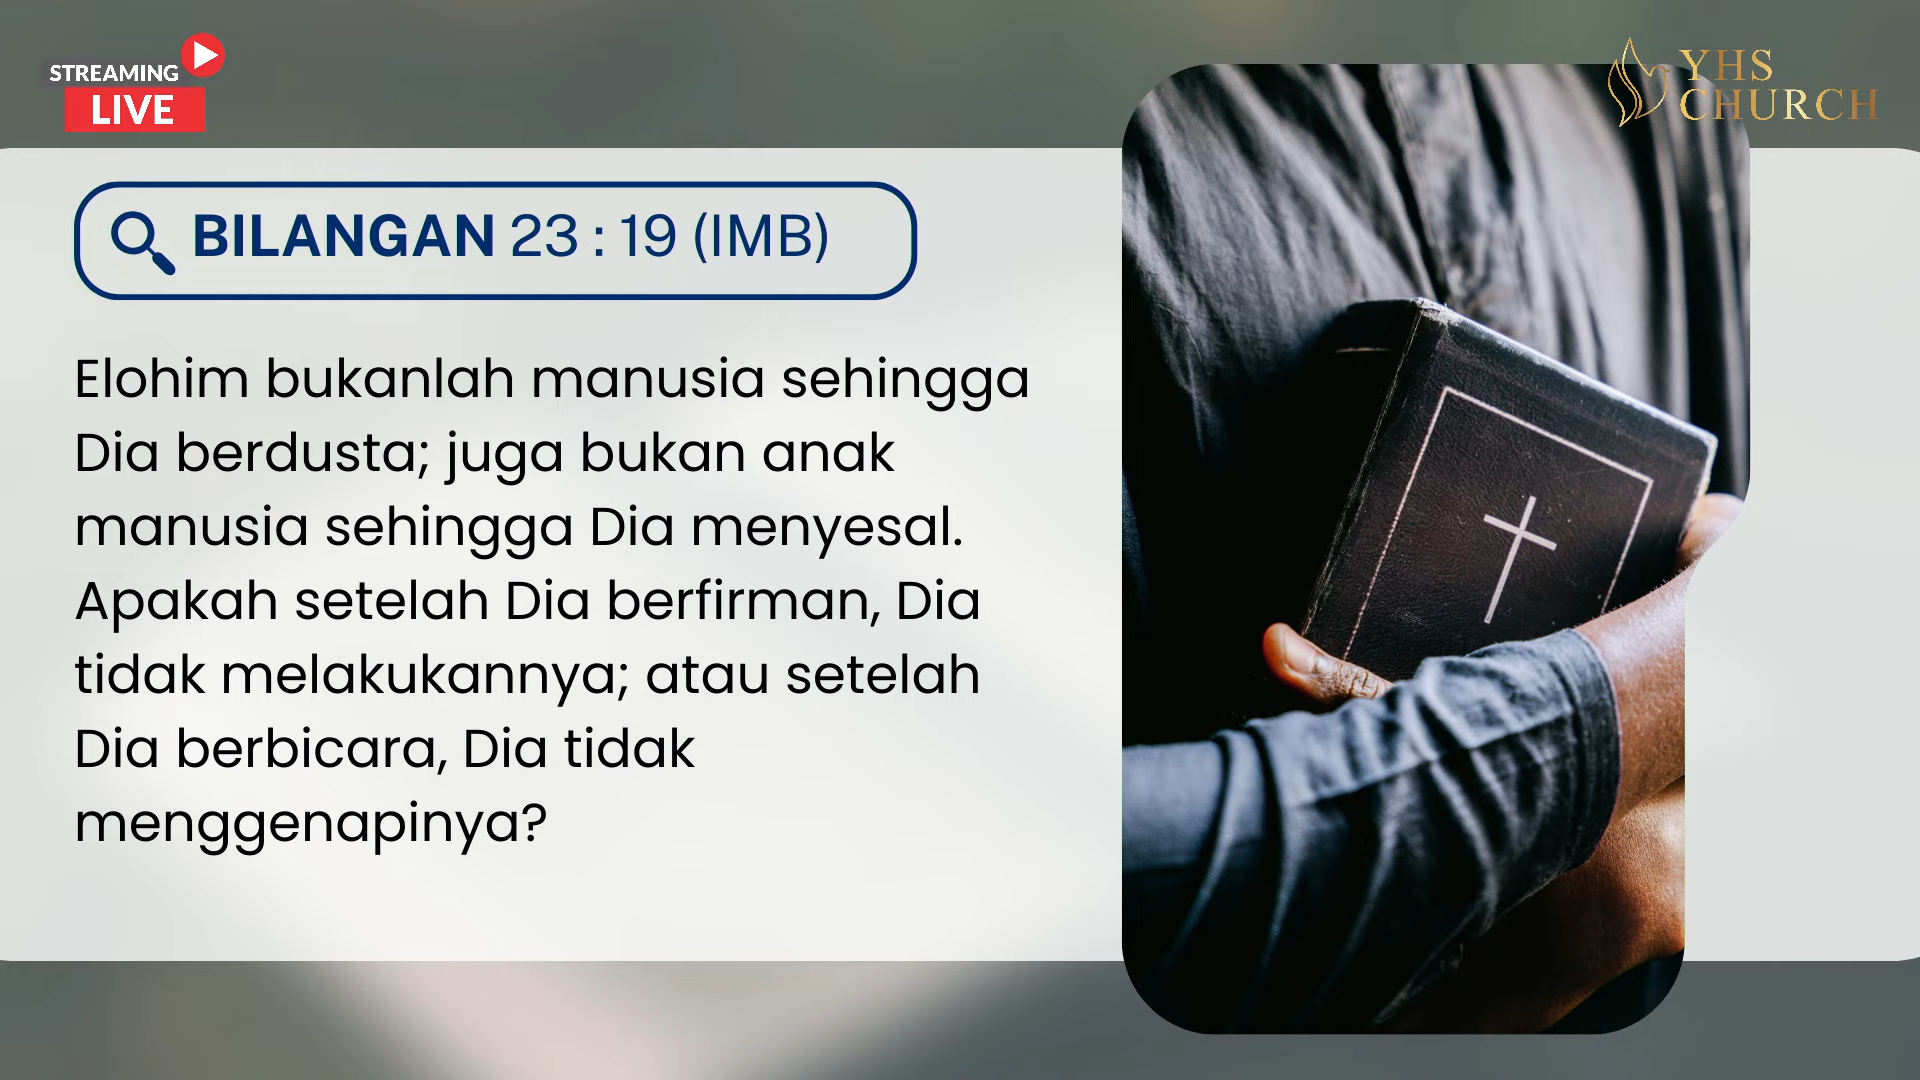 STREAMING
LIVE
YHS
CHURCH
BILANGAN 23 : 19 (IMB)
Elohim bukanlah manusia sehingga
Dia berdusta; juga bukan anak
manusia sehingga Dia menyesal.
Apakah setelah Dia berfirman, Dia
tidak melakukannya; atau setelah
Dia berbicara, Dia tidak
menggenapinya?